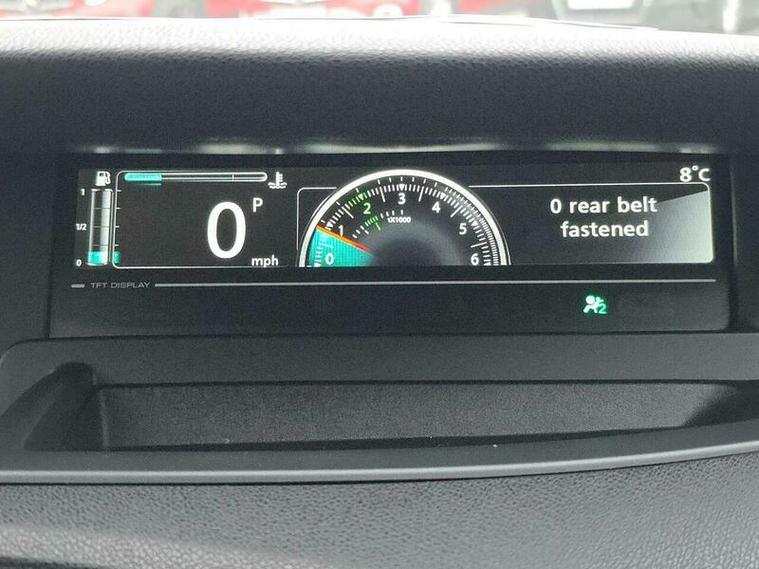 8°C
1
1/2
0
0 P
mph
0 1 2 3 4 5 6
1X1000
0 rear belt
fastened
TFT DISPLAY
2